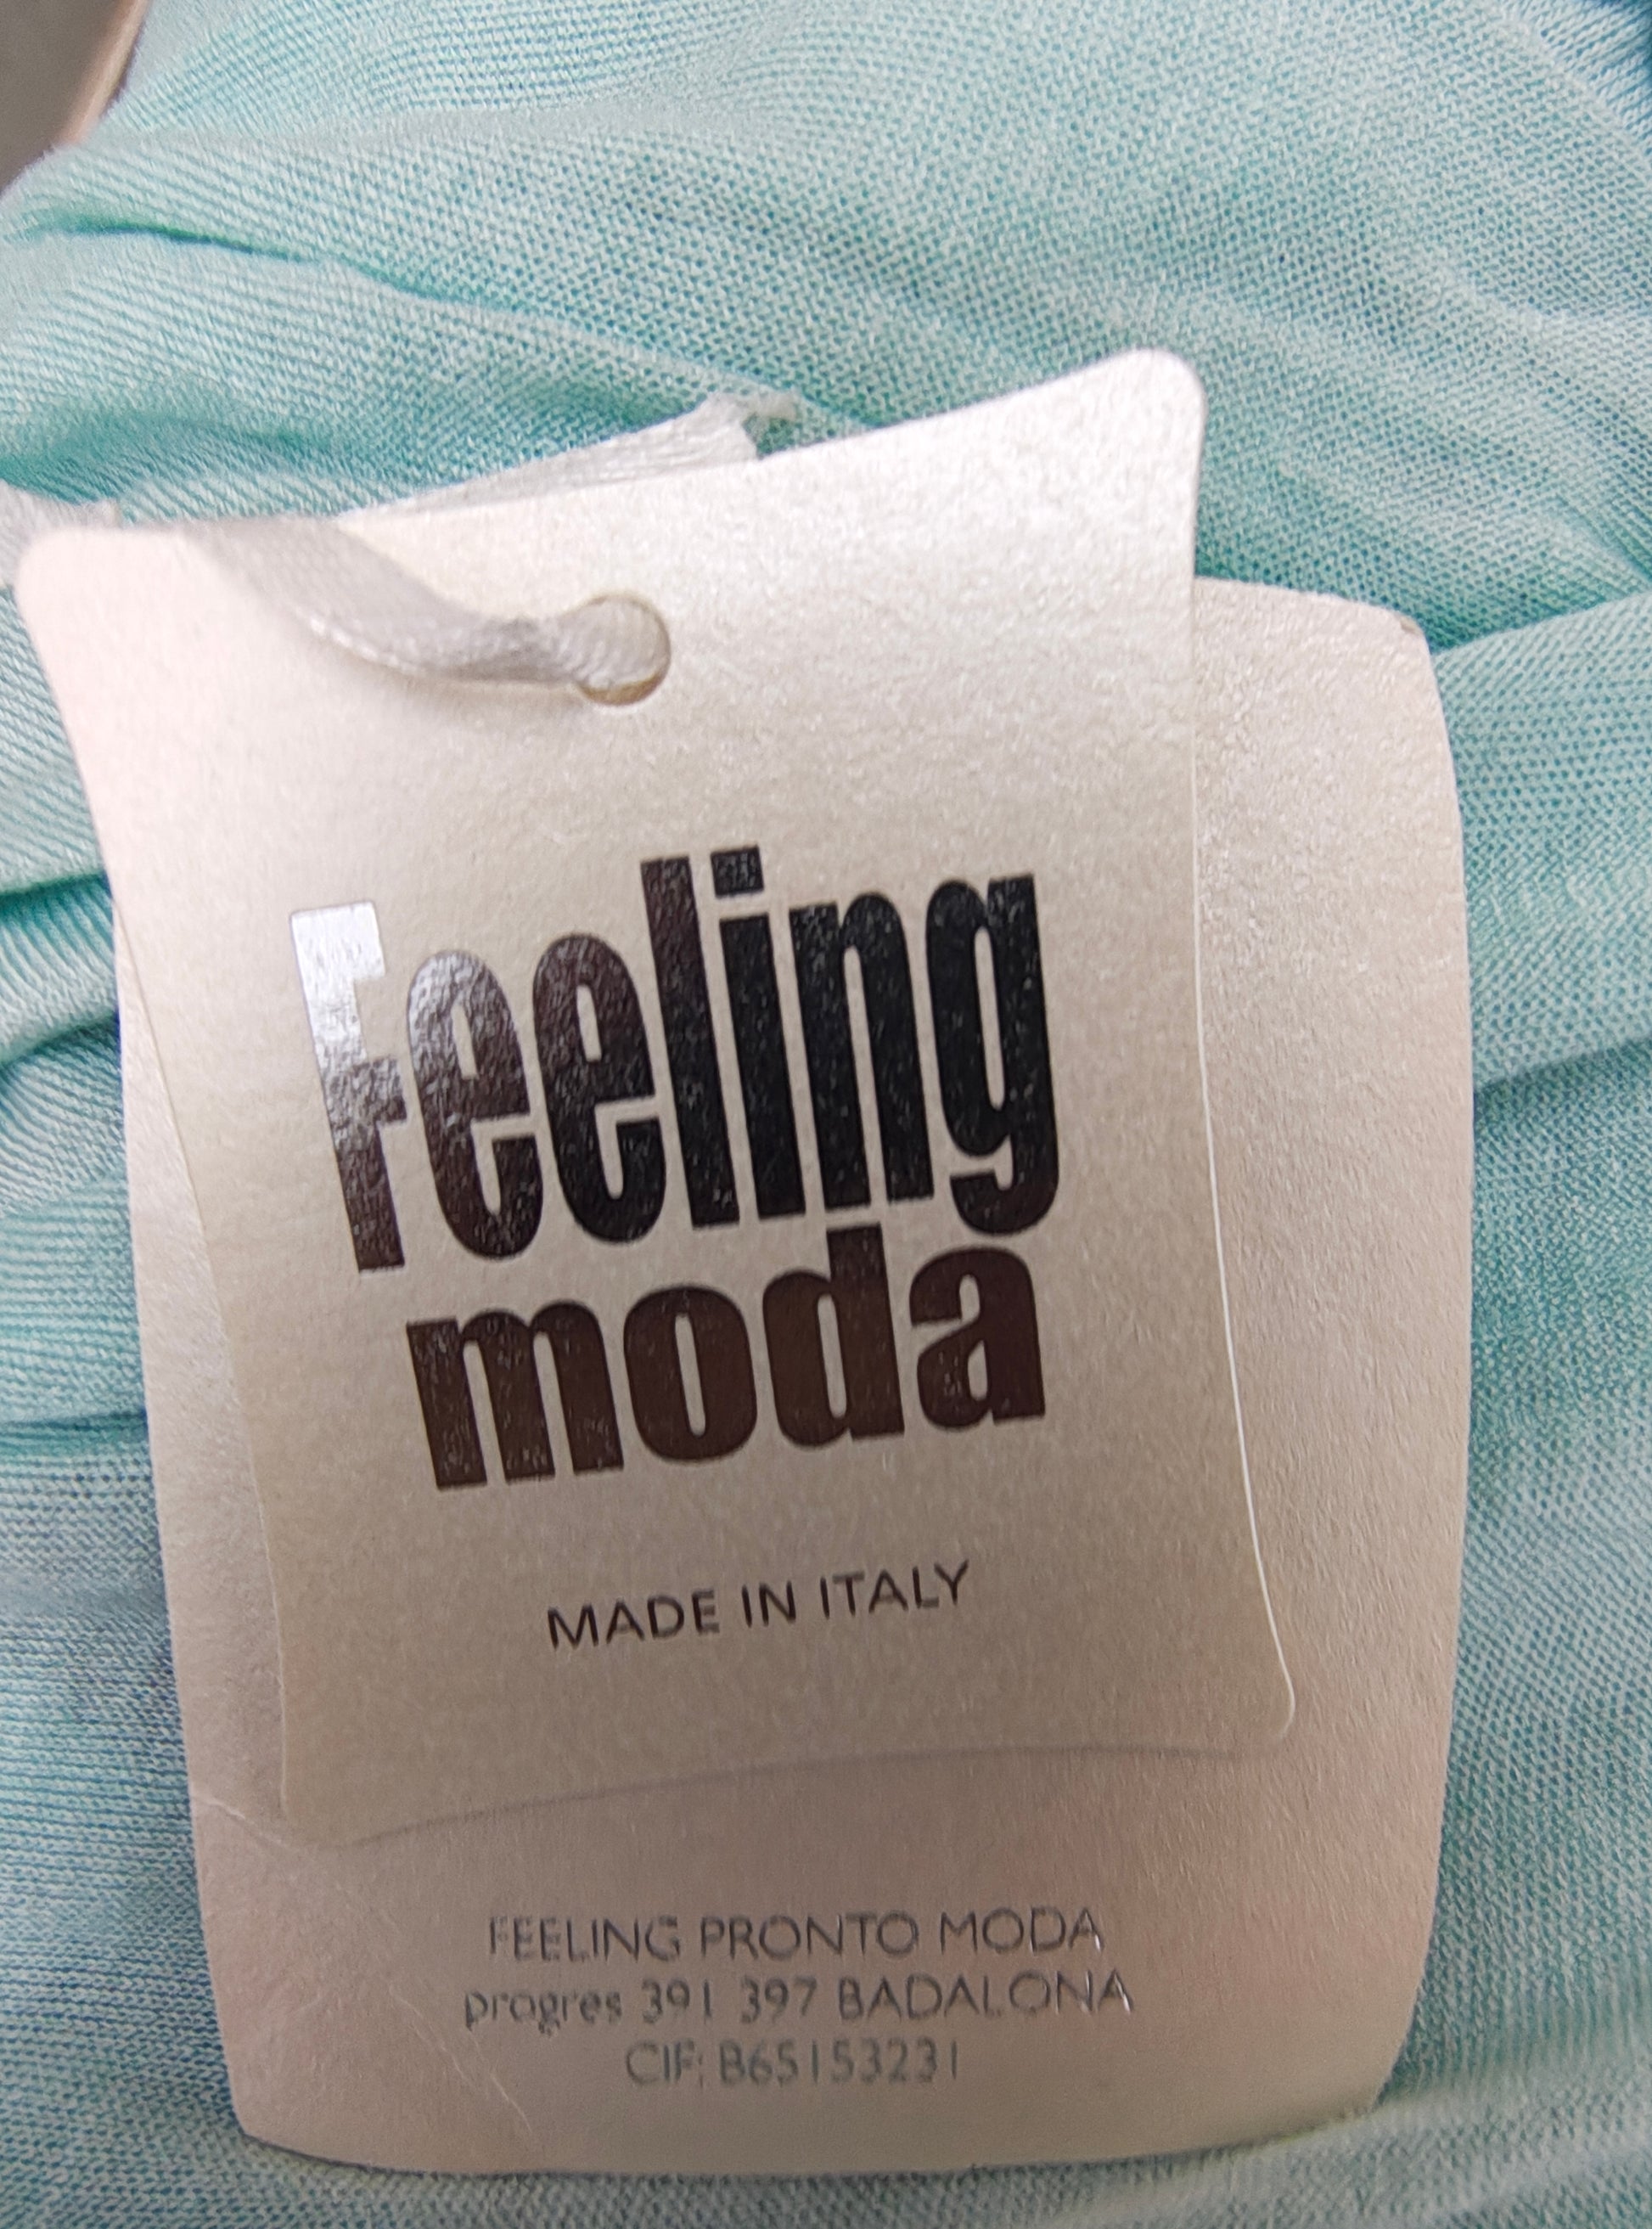 Feeling
moda
MADE IN ITALY
FEELING PRONTO MODA
progres 391 397 BADALONA
CIF: B65153231